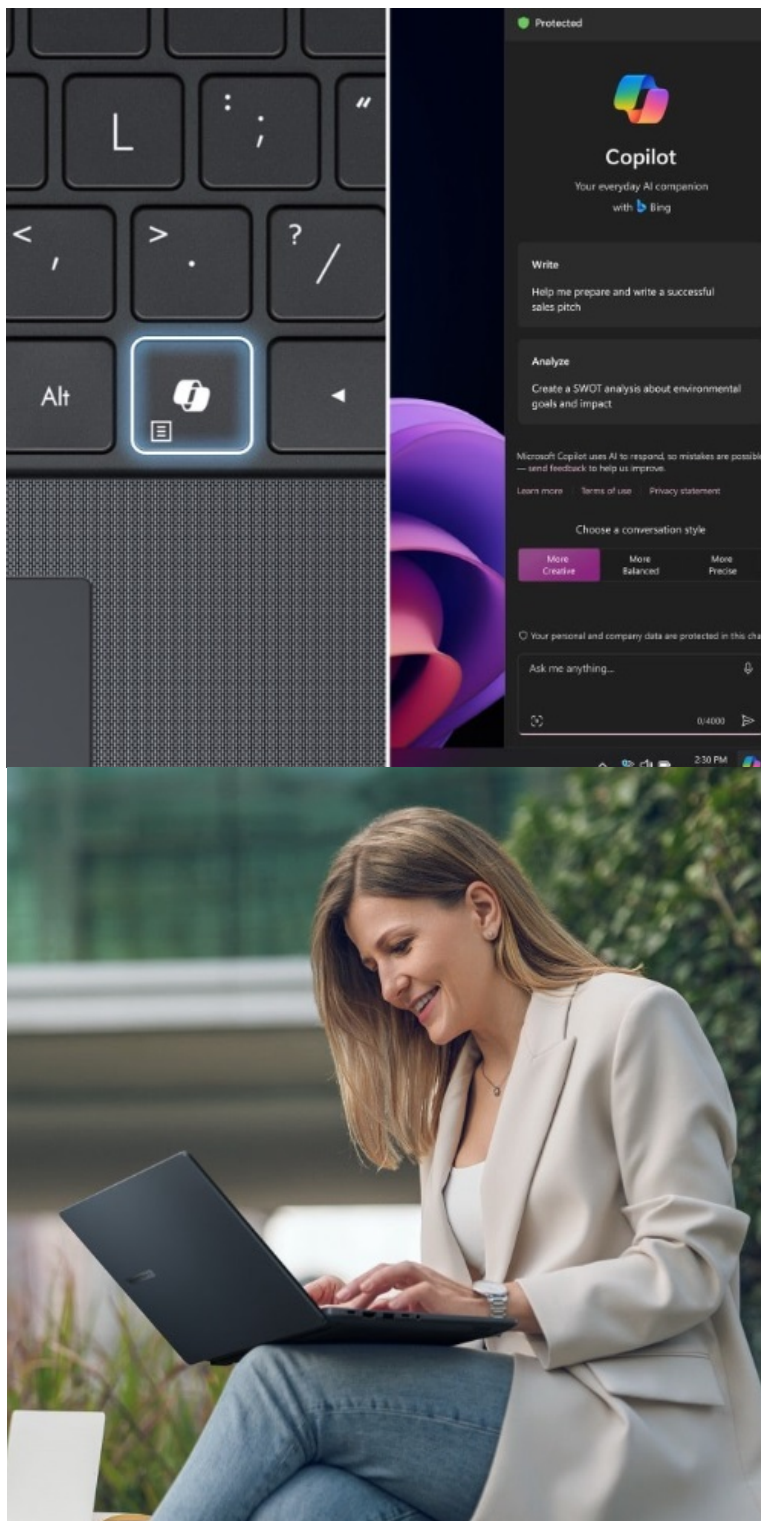 L
:
;
"
<
,
>
.
?
/
Alt
Protected
Copilot
Your everyday AI companion
with Bing
Write
Help me prepare and write a successful
sales pitch
Analyze
Create a SWOT analysis about environmental
goals and impact
Microsoft Copilot uses AI to respond, so mistakes are possible
— send feedback to help us improve.
Learn more Terms of use Privacy statement
Choose a conversation style
More
Creative
More
Balanced
More
Precise
Your personal and company data are protected in this cha
Ask me anything...
0/4000
2:30 PM